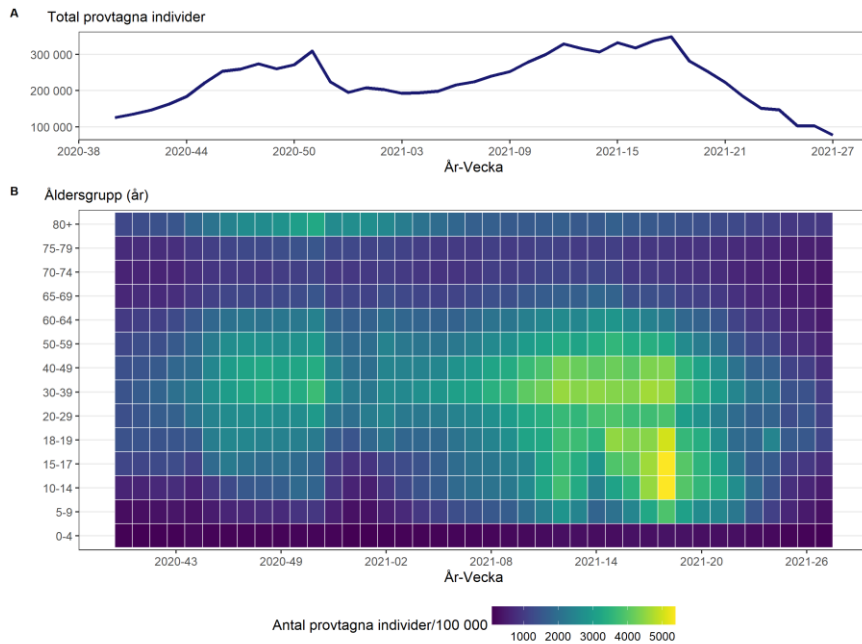 A Total provtagna individer
300 000
200 000
100 000
2020-38 2020-44 2020-50 2021-03 2021-09 2021-15 2021-21 2021-27
År-Vecka
B Åldersgrupp (år)
80+
75-79
70-74
65-69
60-64
50-59
40-49
30-39
20-29
18-19
15-17
10-14
5-9
0-4
2020-43 2020-49 2021-02 2021-08 2021-14 2021-20 2021-26
År-Vecka
Antal provtagna individer/100 000
1000 2000 3000 4000 5000